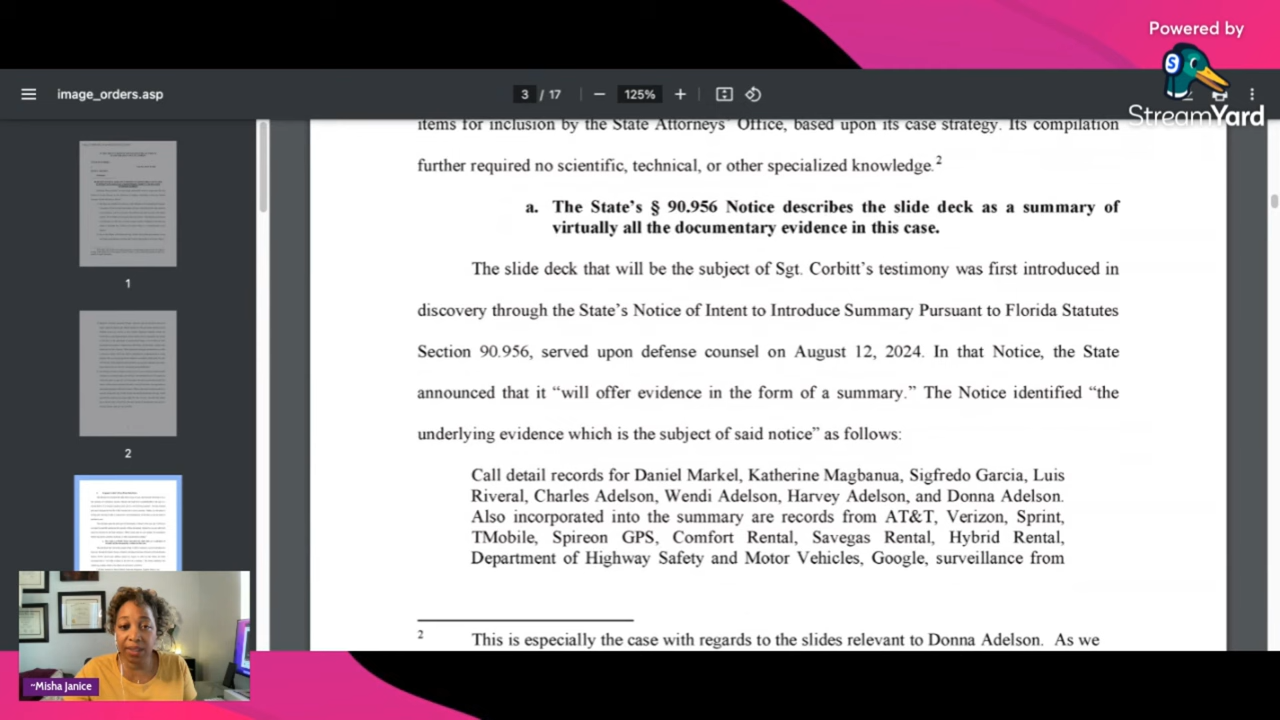 Powered by
S
StreamYard
image_orders.asp
3 / 17
125%
1
2
items for inclusion by the State Attorneys' Office, based upon its case strategy. Its compilation
further required no scientific, technical, or other specialized knowledge.2
a. The State's § 90.956 Notice describes the slide deck as a summary of
virtually all the documentary evidence in this case.
The slide deck that will be the subject of Sgt. Corbitt's testimony was first introduced in
discovery through the State's Notice of Intent to Introduce Summary Pursuant to Florida Statutes
Section 90.956, served upon defense counsel on August 12, 2024. In that Notice, the State
announced that it “will offer evidence in the form of a summary.” The Notice identified “the
underlying evidence which is the subject of said notice” as follows:
Call detail records for Daniel Markel, Katherine Magbanua, Sigfredo Garcia, Luis
Riveral, Charles Adelson, Wendi Adelson, Harvey Adelson, and Donna Adelson.
Also incorporated into the summary are records from AT&T, Verizon, Sprint,
TMobile, Spireon GPS, Comfort Rental, Savegas Rental, Hybrid Rental,
Department of Highway Safety and Motor Vehicles, Google, surveillance from
2 This is especially the case with regards to the slides relevant to Donna Adelson. As we
~Misha Janice